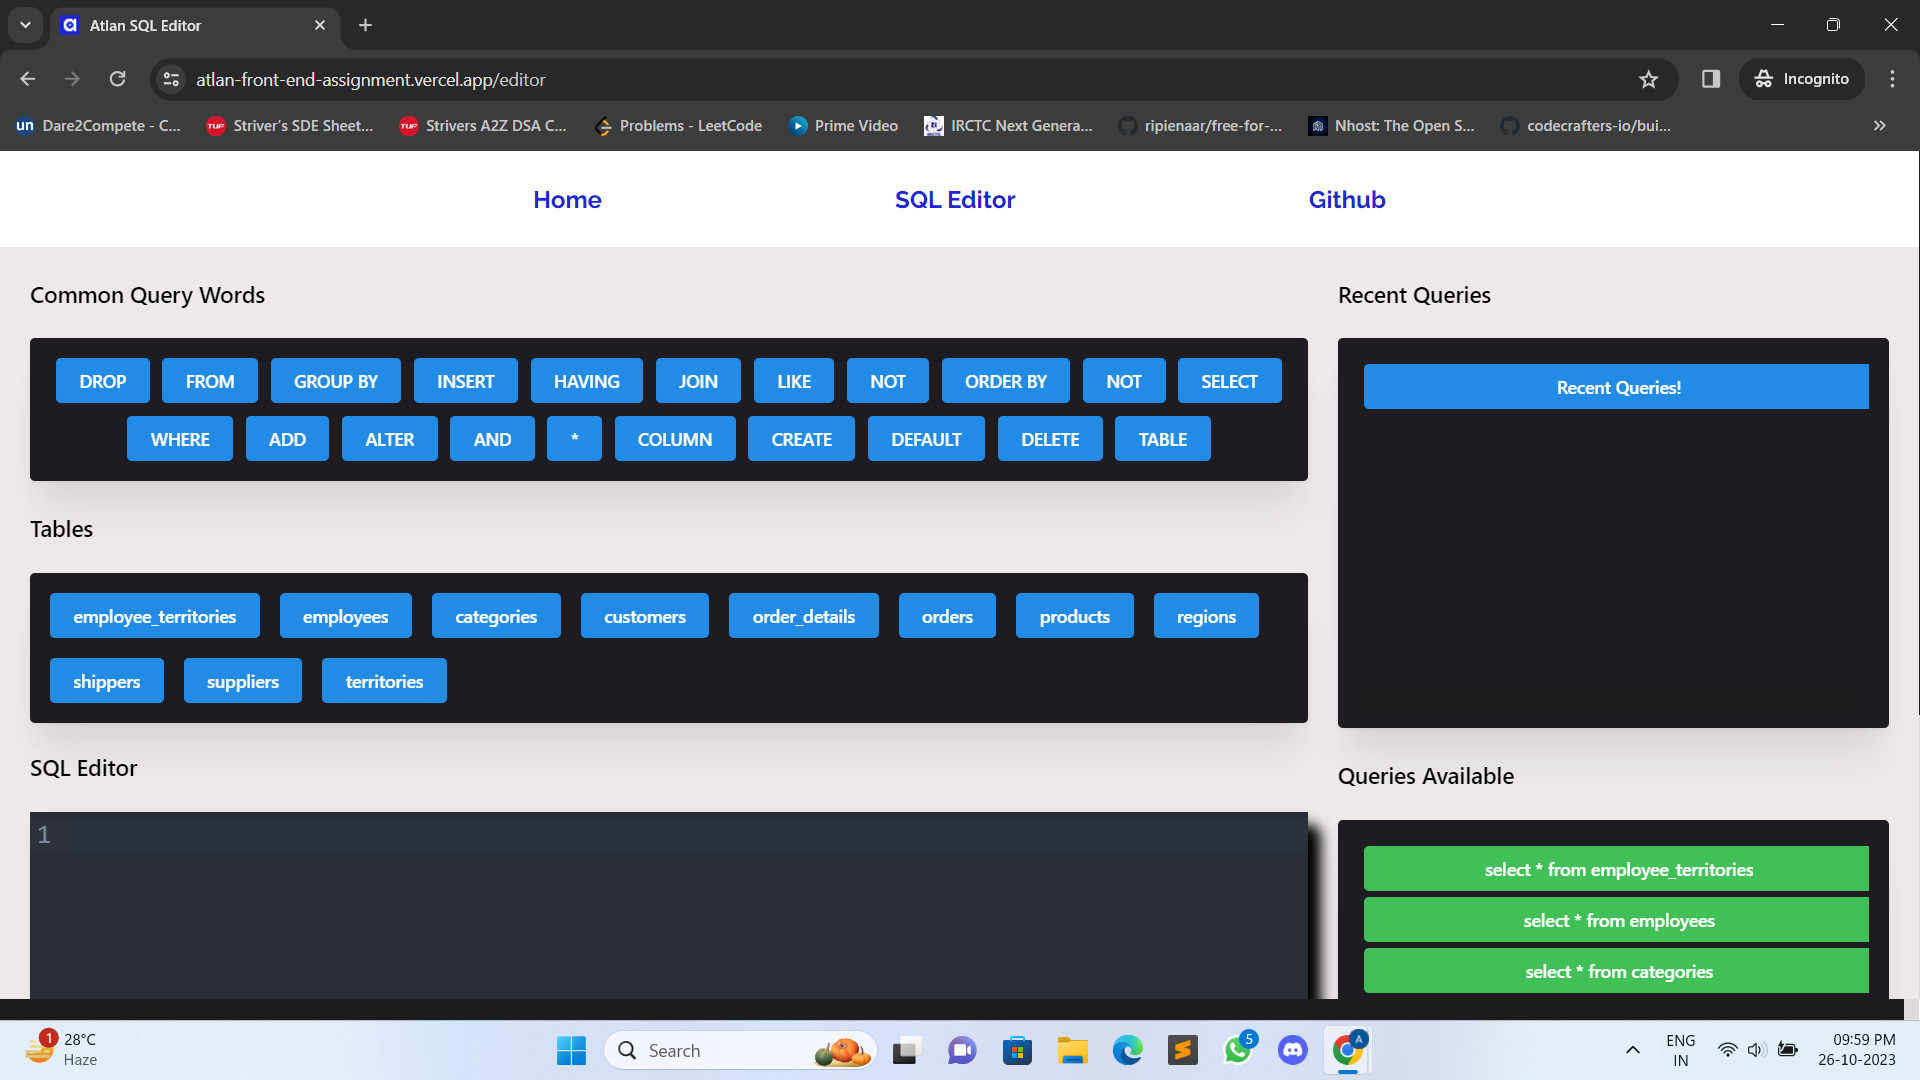 Atlan SQL Editor
atlan-front-end-assignment.vercel.app/editor
Incognito
Dare2Compete - C...
Striver's SDE Sheet...
Strivers A2Z DSA C...
Problems - LeetCode
Prime Video
IRCTC Next Genera...
ripienaar/free-for-...
Nhost: The Open S...
codecrafters-io/bui...
Home SQL Editor Github
Common Query Words
DROP FROM GROUP BY INSERT HAVING JOIN LIKE NOT ORDER BY NOT SELECT
WHERE ADD ALTER AND * COLUMN CREATE DEFAULT DELETE TABLE
Tables
employee_territories employees categories customers order_details orders products regions
shippers suppliers territories
SQL Editor
1
Recent Queries
Recent Queries!
Queries Available
select * from employee_territories
select * from employees
select * from categories
1
28°C
Haze
Search
5
A
ENG
IN
09:59 PM
26-10-2023